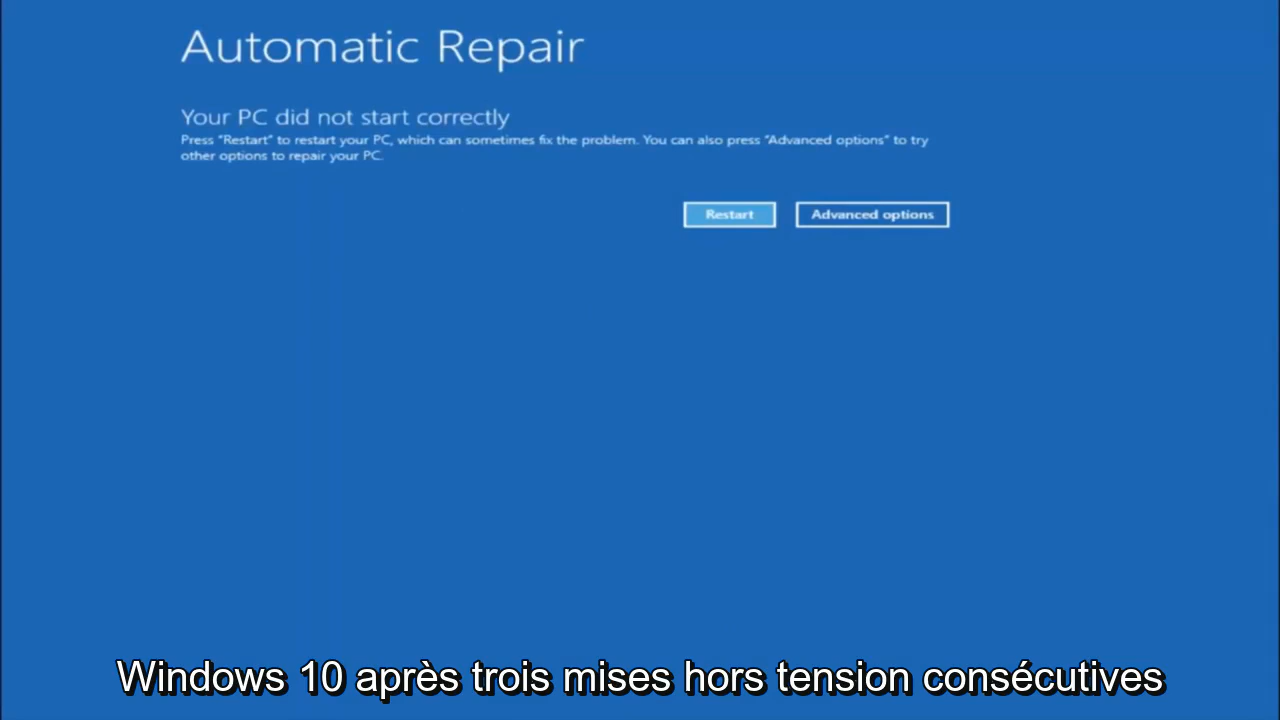 Automatic Repair
Your PC did not start correctly
Press "Restart" to restart your PC, which can sometimes fix the problem. You can also press "Advanced options" to try
other options to repair your PC.
Restart Advanced options
Windows 10 après trois mises hors tension consécutives